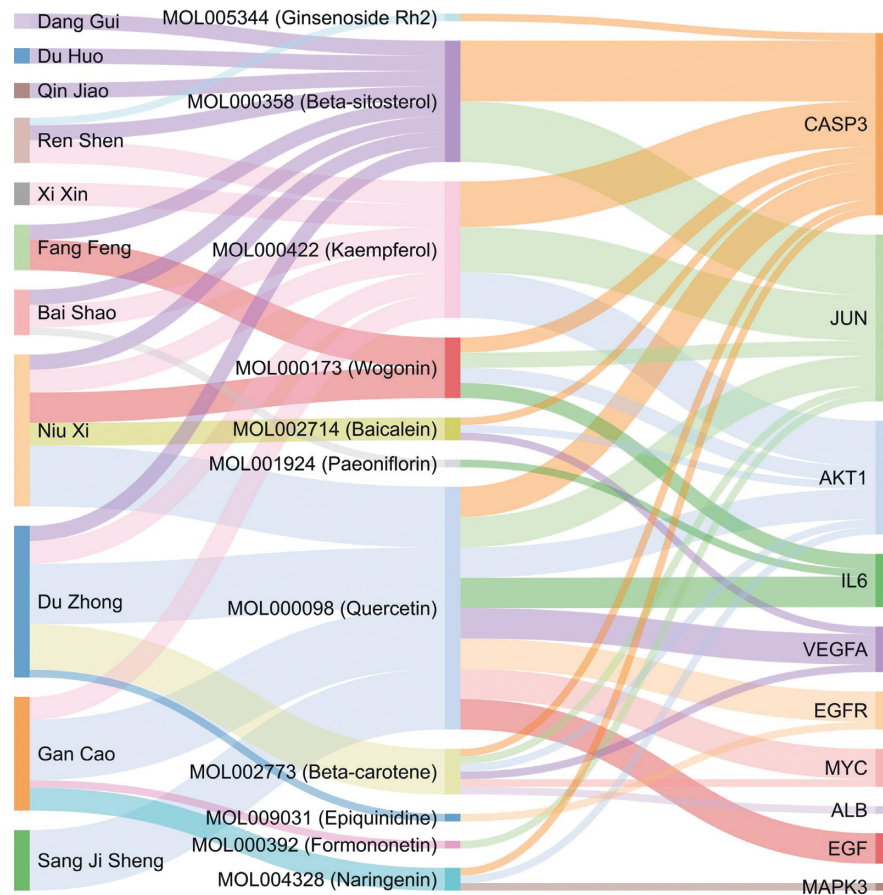 Dang Gui
Du Huo
Qin Jiao
Ren Shen
Xi Xin
Fang Feng
Bai Shao
Niu Xi
Du Zhong
Gan Cao
Sang Ji Sheng
MOL005344 (Ginsenoside Rh2)
MOL000358 (Beta-sitosterol)
MOL000422 (Kaempferol)
MOL000173 (Wogonin)
MOL002714 (Baicalein)
MOL001924 (Paeoniflorin)
MOL000098 (Quercetin)
MOL002773 (Beta-carotene)
MOL009031 (Epiquinidine)
MOL000392 (Formononetin)
MOL004328 (Naringenin)
CASP3
JUN
AKT1
IL6
VEGFA
EGFR
MYC
ALB
EGF
MAPK3